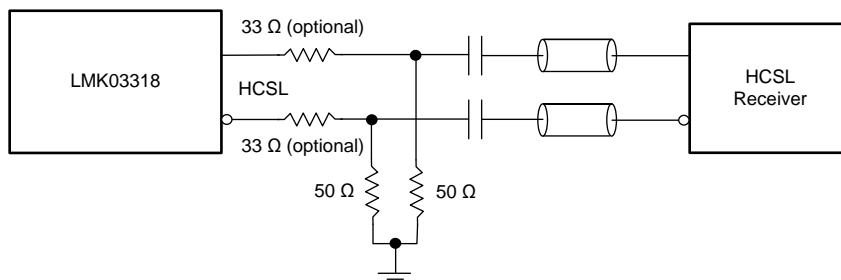 33 Ω (optional)
LMK03318
HCSL
HCSL
Receiver
33 Ω (optional)
50 Ω
50 Ω